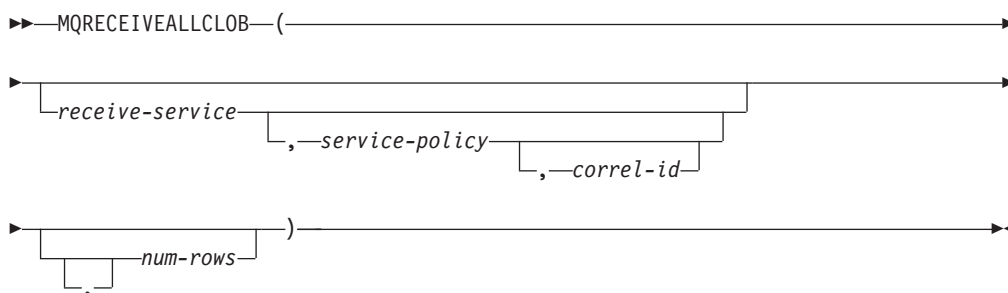 MQRECEIVEALLCLOB (
receive-service
, service-policy
, correl-id
num-rows )
,